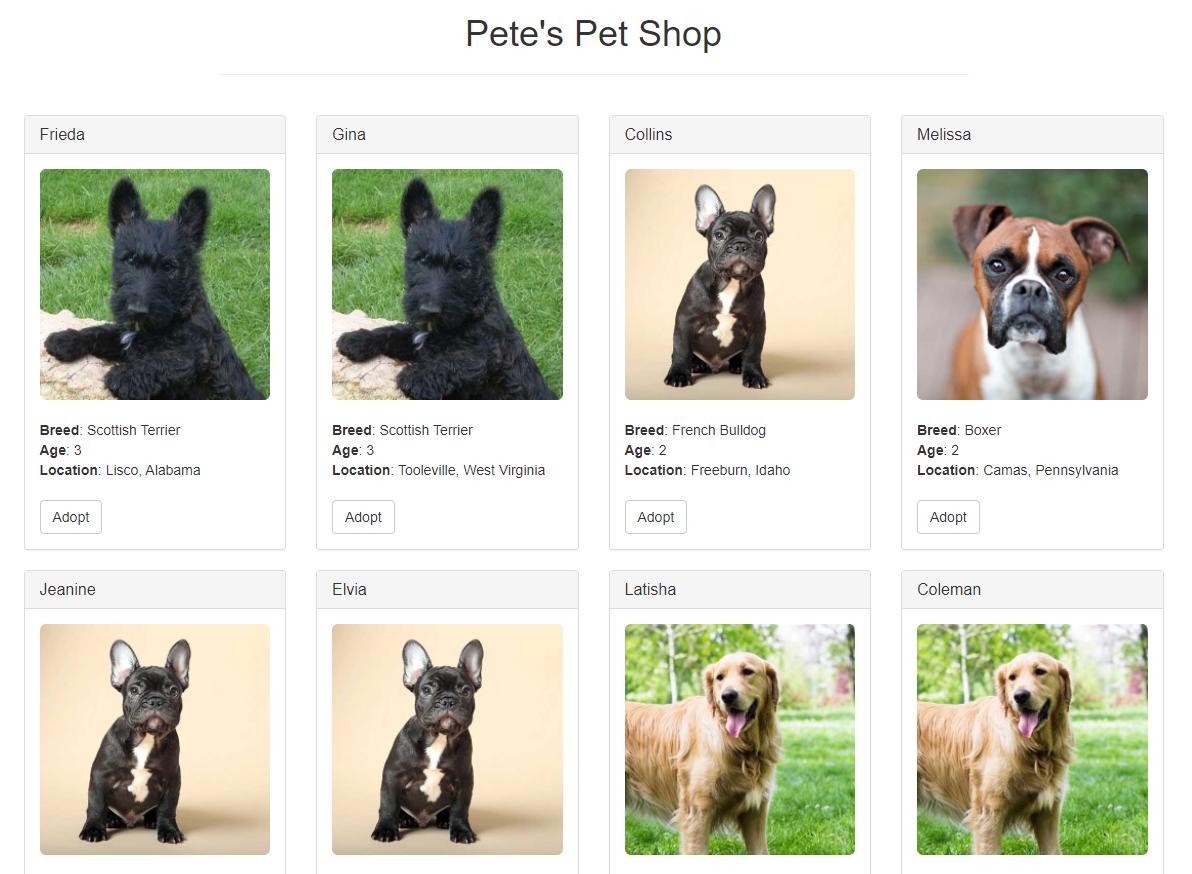 Pete's Pet Shop
Frieda
Breed: Scottish Terrier
Age: 3
Location: Lisco, Alabama
Adopt
Gina
Breed: Scottish Terrier
Age: 3
Location: Tooleville, West Virginia
Adopt
Collins
Breed: French Bulldog
Age: 2
Location: Freeburn, Idaho
Adopt
Melissa
Breed: Boxer
Age: 2
Location: Camas, Pennsylvania
Adopt
Jeanine
Elvia
Latisha
Coleman